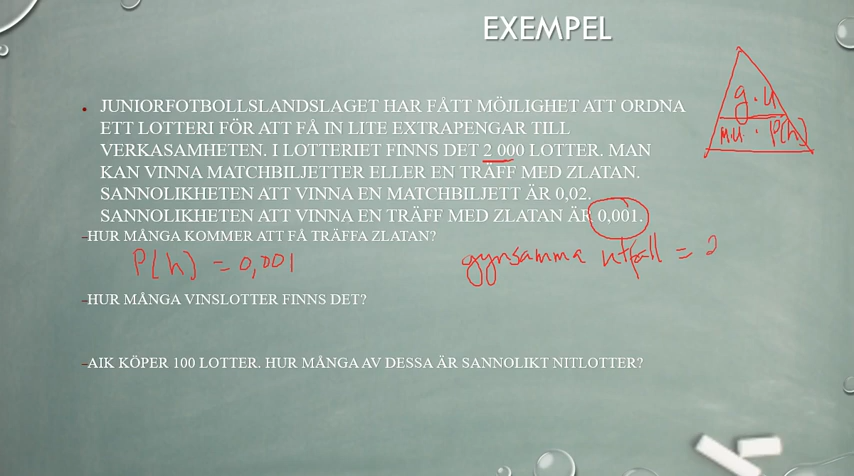 EXEMPEL
• JUNIORFOTBOLLSLANDSLAGET HAR FÅTT MÖJLIGHET ATT ORDNA
ETT LOTTERI FÖR ATT FÅ IN LITE EXTRAPENGAR TILL
VERKASAMHETEN. I LOTTERIET FINNS DET 2 000 LOTTER. MAN
KAN VINNA MATCHBILJETTER ELLER EN TRÄFF MED ZLATAN.
SANNOLIKHETEN ATT VINNA EN MATCHBILJETT ÄR 0,02.
SANNOLIKHETEN ATT VINNA EN TRÄFF MED ZLATAN ÄR 0,001.
–HUR MÅNGA KOMMER ATT FÅ TRÄFFA ZLATAN?
P(h) = 0,001
gynsamma utfall =
–HUR MÅNGA VINSLOTTER FINNS DET?
–AIK KÖPER 100 LOTTER. HUR MÅNGA AV DESSA ÄR SANNOLIKT NITLOTTER?
g.u
m.u. · P(h)